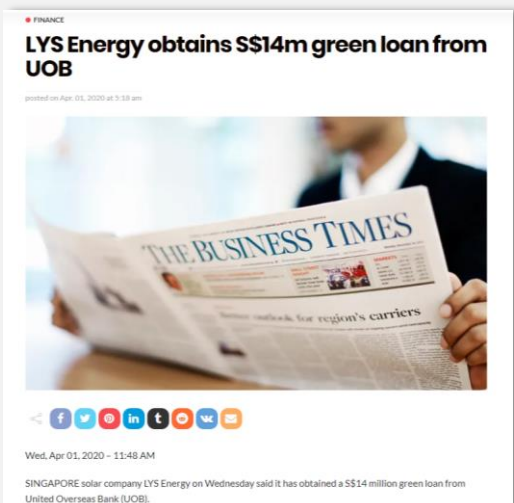 FINANCE
LYS Energy obtains S$14m green loan from
UOB
posted on Apr. 01, 2020 at 5:18 am
THE BUSINESS TIMES
MARKETS
outlook for region's carriers
f
in
t
Wed, Apr 01, 2020 – 11:48 AM
SINGAPORE solar company LYS Energy on Wednesday said it has obtained a S$14 million green loan from
United Overseas Bank (UOB).